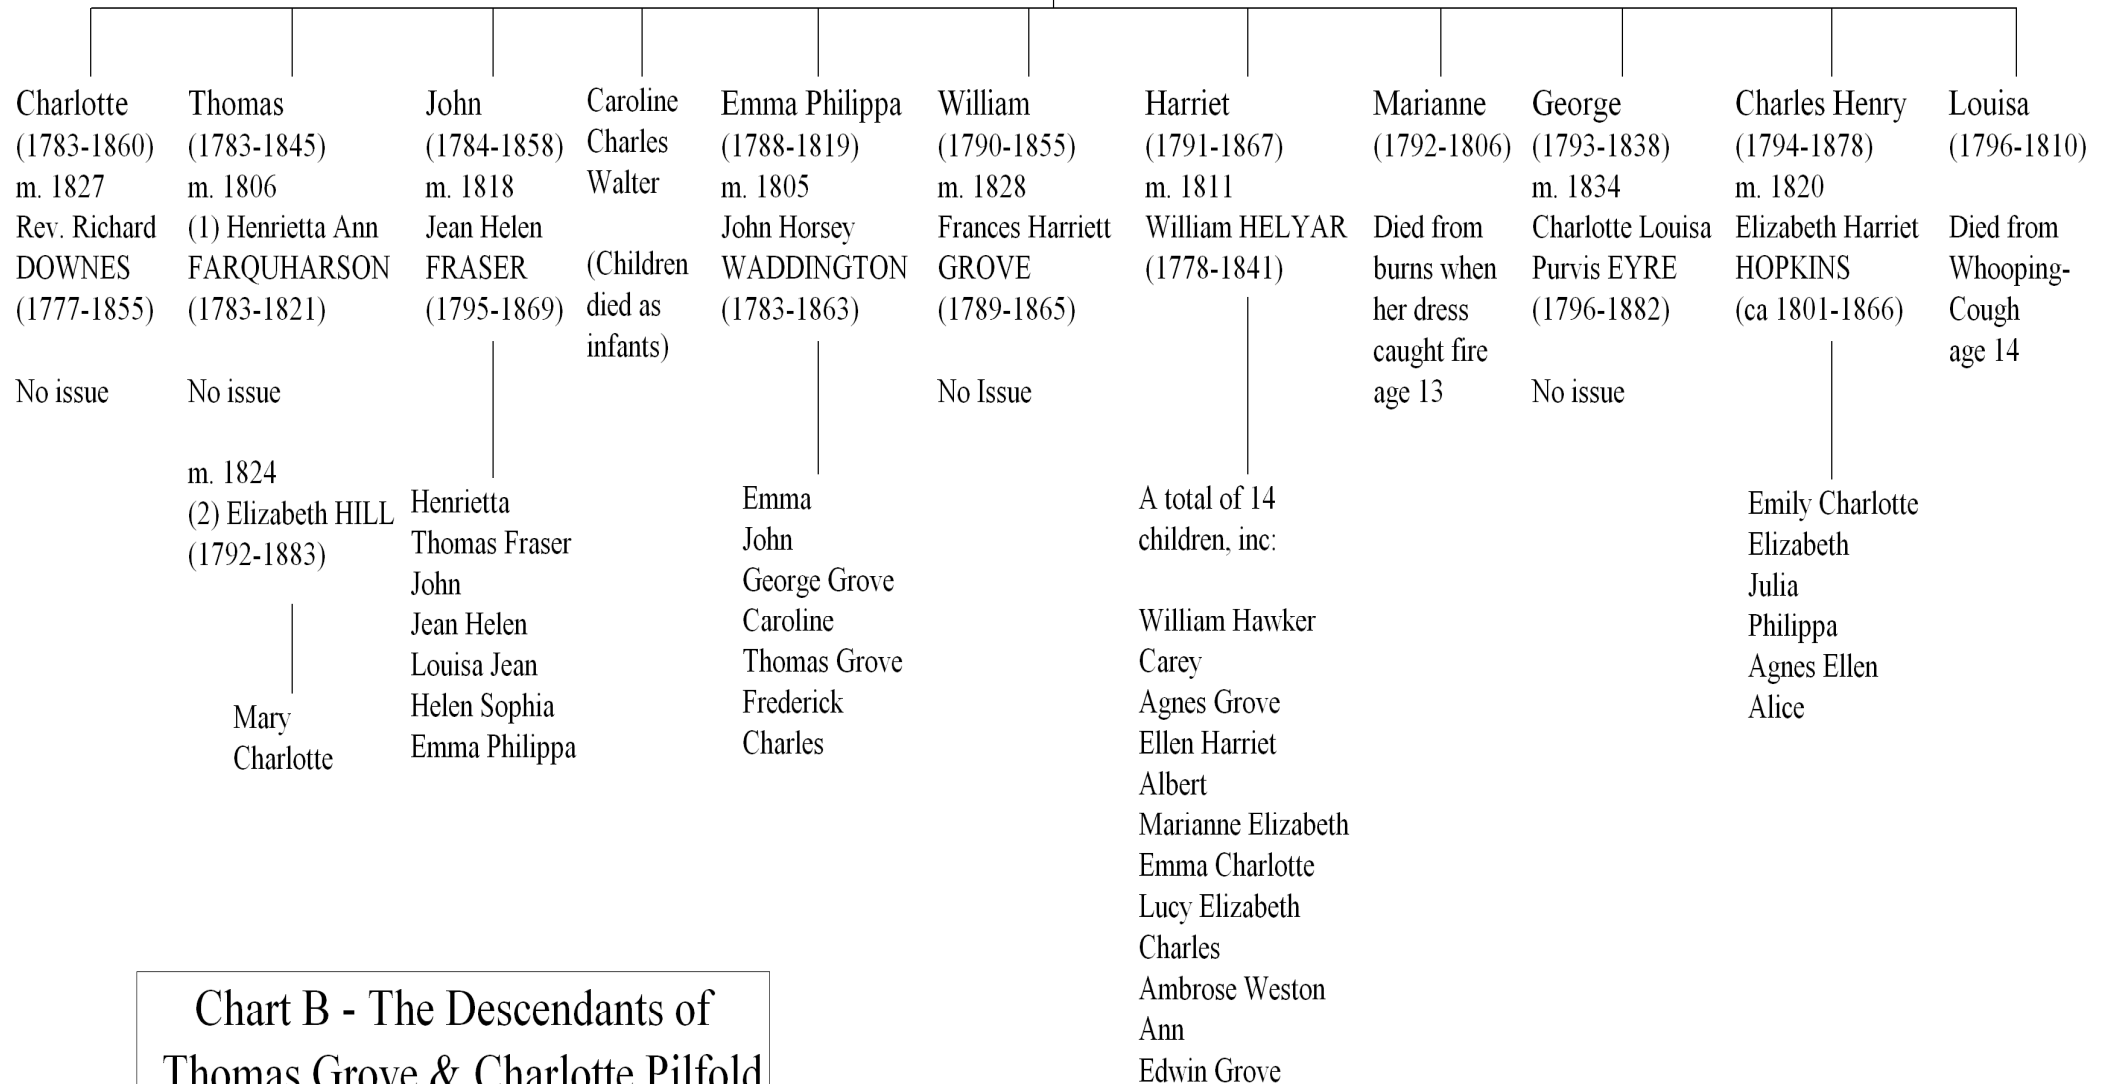 Charlotte
(1783-1860)
m. 1827
Rev. Richard
DOWNES
(1777-1855)
No issue
Thomas
(1783-1845)
m. 1806
(1) Henrietta Ann
FARQUHARSON
(1783-1821)
No issue
m. 1824
(2) Elizabeth HILL
(1792-1883)
Mary
Charlotte
John
(1784-1858)
m. 1818
Jean Helen
FRASER
(1795-1869)
Henrietta
Thomas Fraser
John
Jean Helen
Louisa Jean
Helen Sophia
Emma Philippa
Caroline
Charles
Walter
(Children
died as
infants)
Emma Philippa
(1788-1819)
m. 1805
John Horsey
WADDINGTON
(1783-1863)
Emma
John
George Grove
Caroline
Thomas Grove
Frederick
Charles
William
(1790-1855)
m. 1828
Frances Harriett
GROVE
(1789-1865)
No Issue
Harriet
(1791-1867)
m. 1811
William HELYAR
(1778-1841)
A total of 14
children, inc:
William Hawker
Carey
Agnes Grove
Ellen Harriet
Albert
Marianne Elizabeth
Emma Charlotte
Lucy Elizabeth
Charles
Ambrose Weston
Ann
Edwin Grove
Marianne
(1792-1806)
Died from
burns when
her dress
caught fire
age 13
George
(1793-1838)
m. 1834
Charlotte Louisa
Purvis EYRE
(1796-1882)
No issue
Charles Henry
(1794-1878)
m. 1820
Elizabeth Harriet
HOPKINS
(ca 1801-1866)
Emily Charlotte
Elizabeth
Julia
Philippa
Agnes Ellen
Alice
Louisa
(1796-1810)
Died from
Whooping-
Cough
age 14
Chart B - The Descendants of
Thomas Grove & Charlotte Pilfold